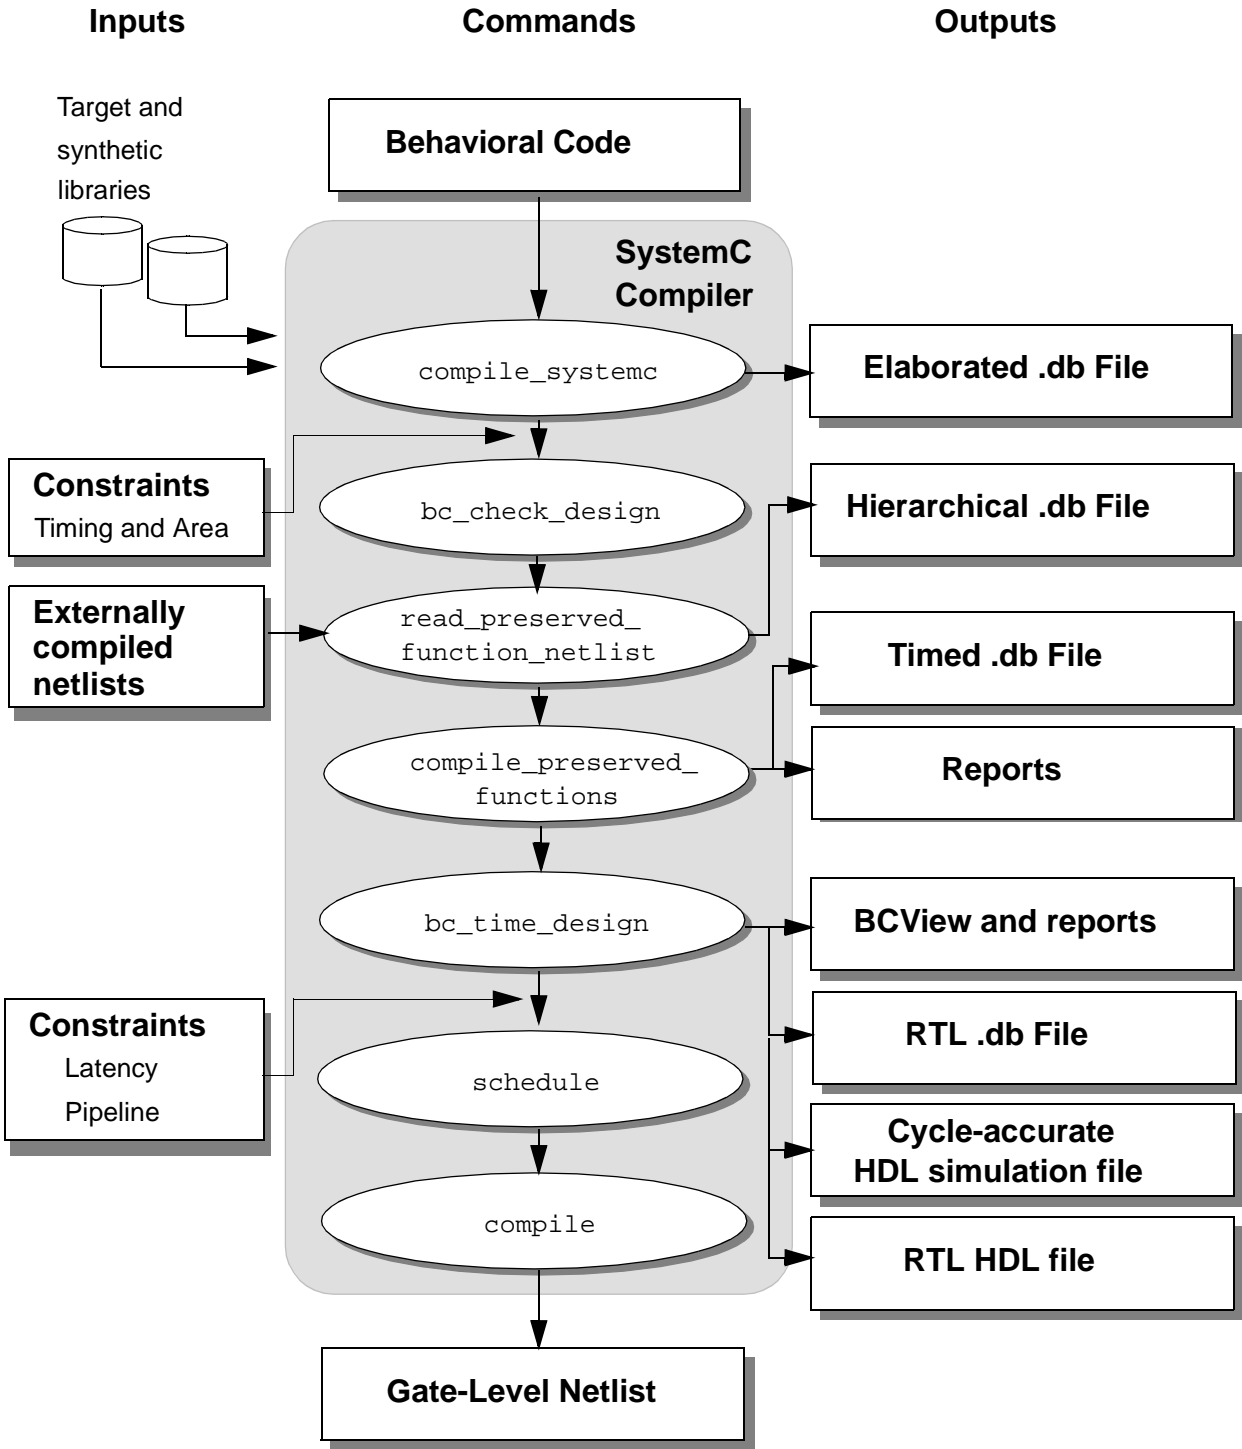 Inputs
Commands
Outputs
Target and
synthetic
libraries
Behavioral Code
SystemC
Compiler
compile_systemc
Elaborated .db File
Constraints
Timing and Area
bc_check_design
Hierarchical .db File
Externally
compiled
netlists
read_preserved_
function_netlist
Timed .db File
compile_preserved_
functions
Reports
bc_time_design
BCView and reports
Constraints
Latency
Pipeline
RTL .db File
schedule
Cycle-accurate
HDL simulation file
compile
RTL HDL file
Gate-Level Netlist